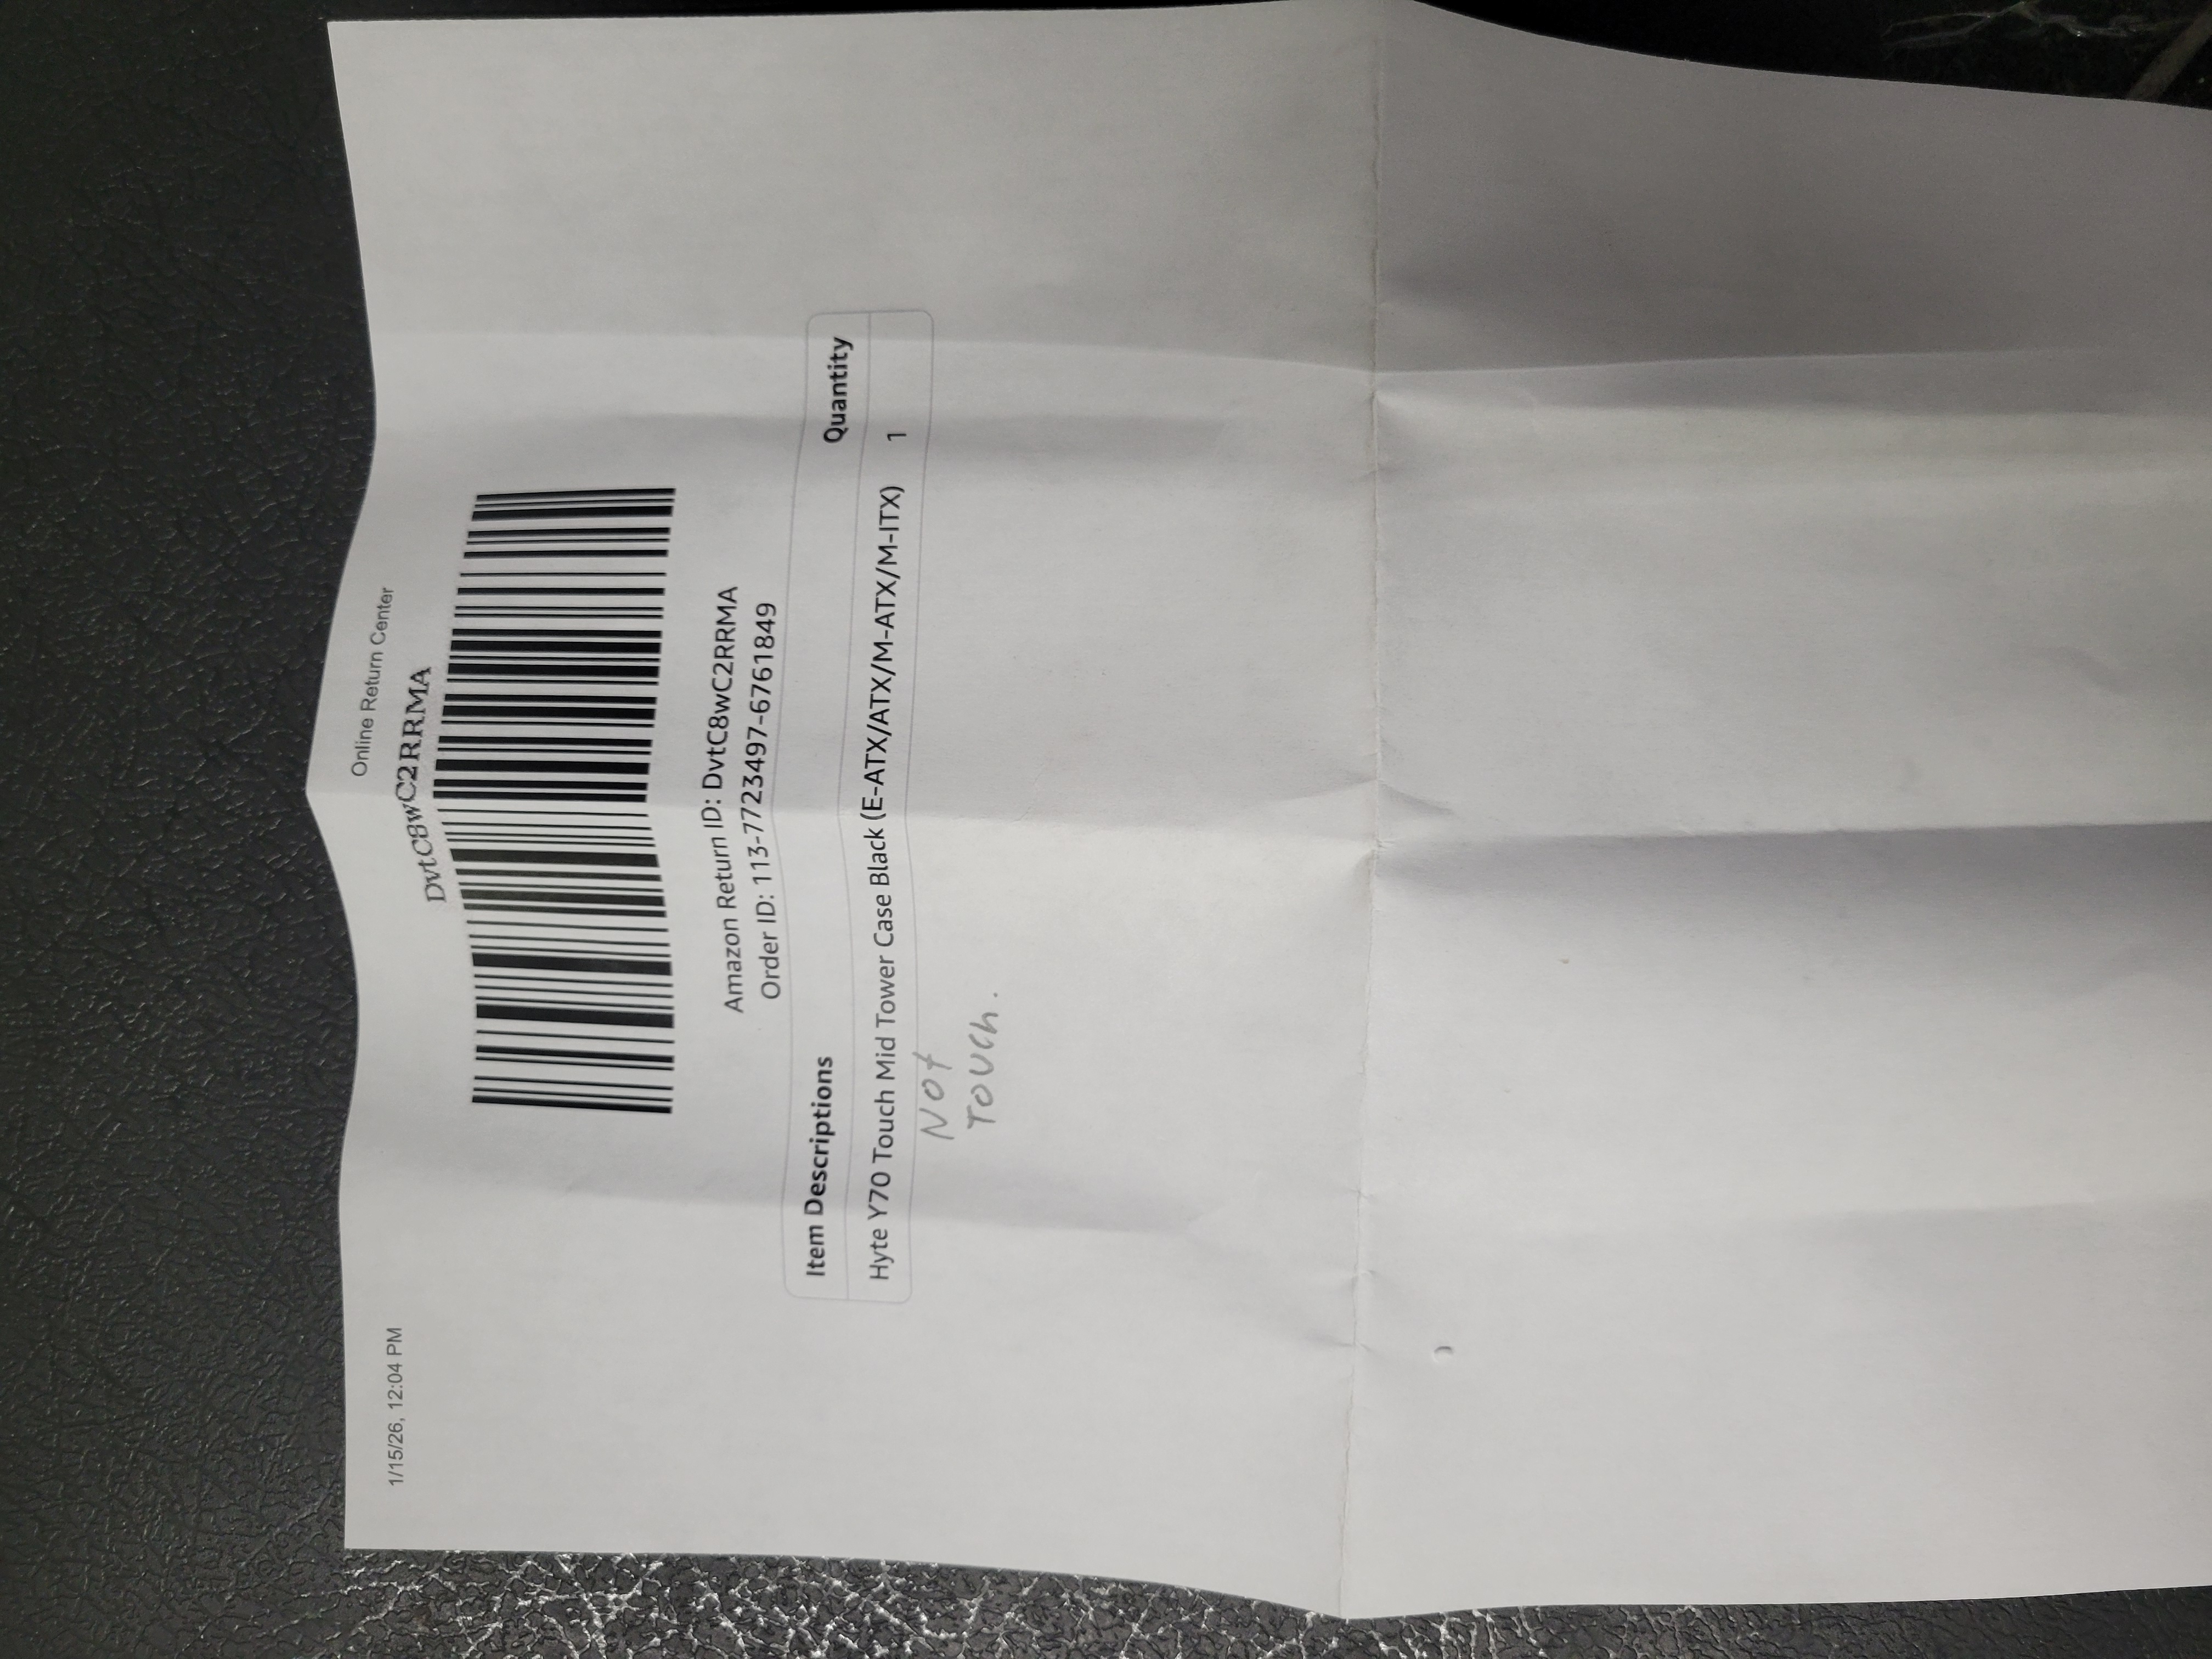 1/15/26, 12:04 PM
Online Return Center
DvtC8wC2RRMA
Amazon Return ID: DvtC8wC2RRMA
Order ID: 113-7723497-6761849
Item Descriptions Quantity
Hyte Y70 Touch Mid Tower Case Black (E-ATX/ATX/M-ATX/M-ITX) 1
Not
Touch.